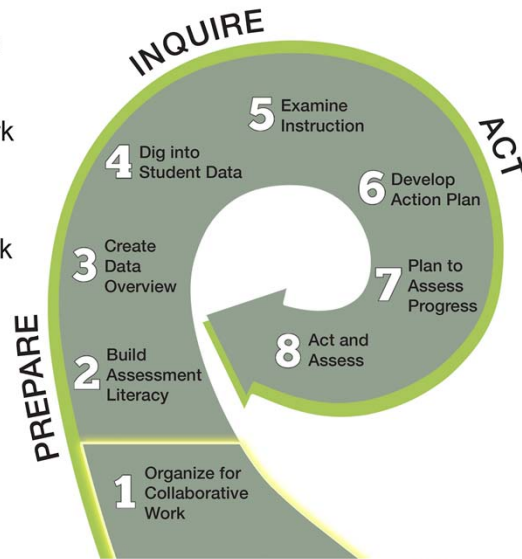 INQUIRE
ACT
PREPARE
5 Examine
Instruction
4 Dig into
Student Data
6 Develop
Action Plan
3 Create
Data
Overview
7 Plan to
Assess
Progress
8 Act and
Assess
2 Build
Assessment
Literacy
1 Organize for
Collaborative
Work